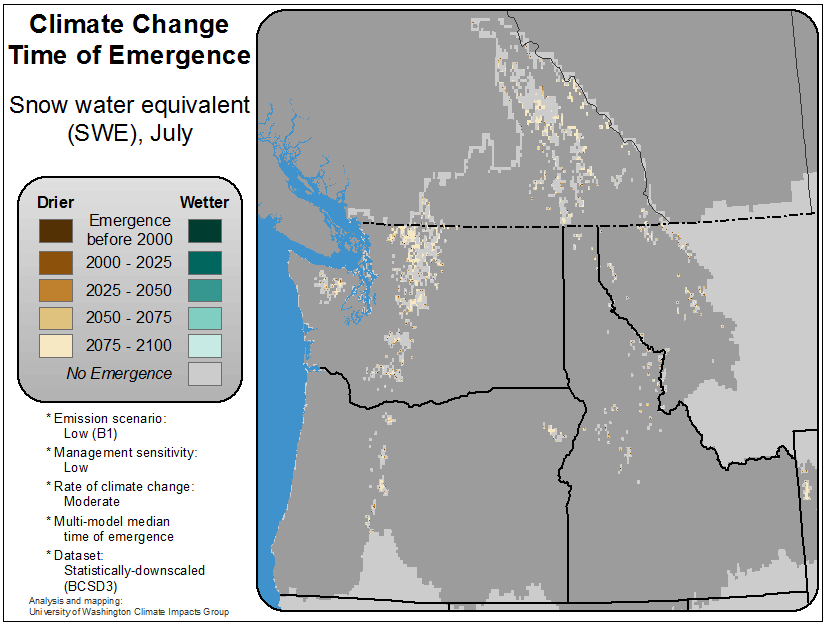 Climate Change
Time of Emergence
Snow water equivalent
(SWE), July
Drier Wetter
Emergence
before 2000
2000 - 2025
2025 - 2050
2050 - 2075
2075 - 2100
No Emergence
* Emission scenario:
Low (B1)
* Management sensitivity:
Low
* Rate of climate change:
Moderate
* Multi-model median
time of emergence
* Dataset:
Statistically-downscaled
(BCSD3)
Analysis and mapping:
University of Washington Climate Impacts Group